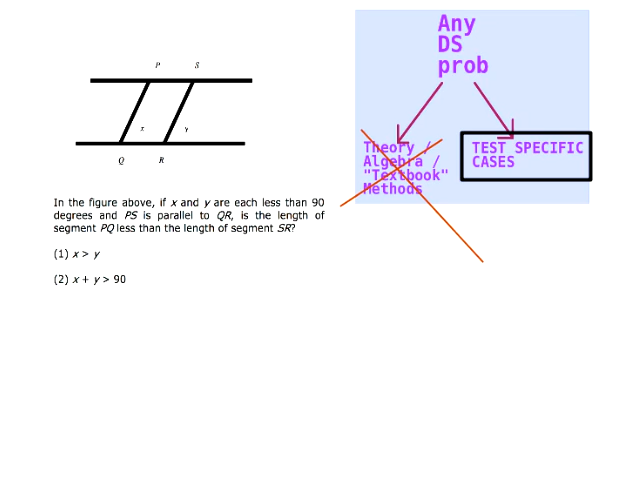 Any
DS
prob
P S
x y
Q R
Theory /
Algebra /
"Textbook"
Methods
TEST SPECIFIC
CASES
In the figure above, if x and y are each less than 90
degrees and PS is parallel to QR, is the length of
segment PQ less than the length of segment SR?
(1) x > y
(2) x + y > 90